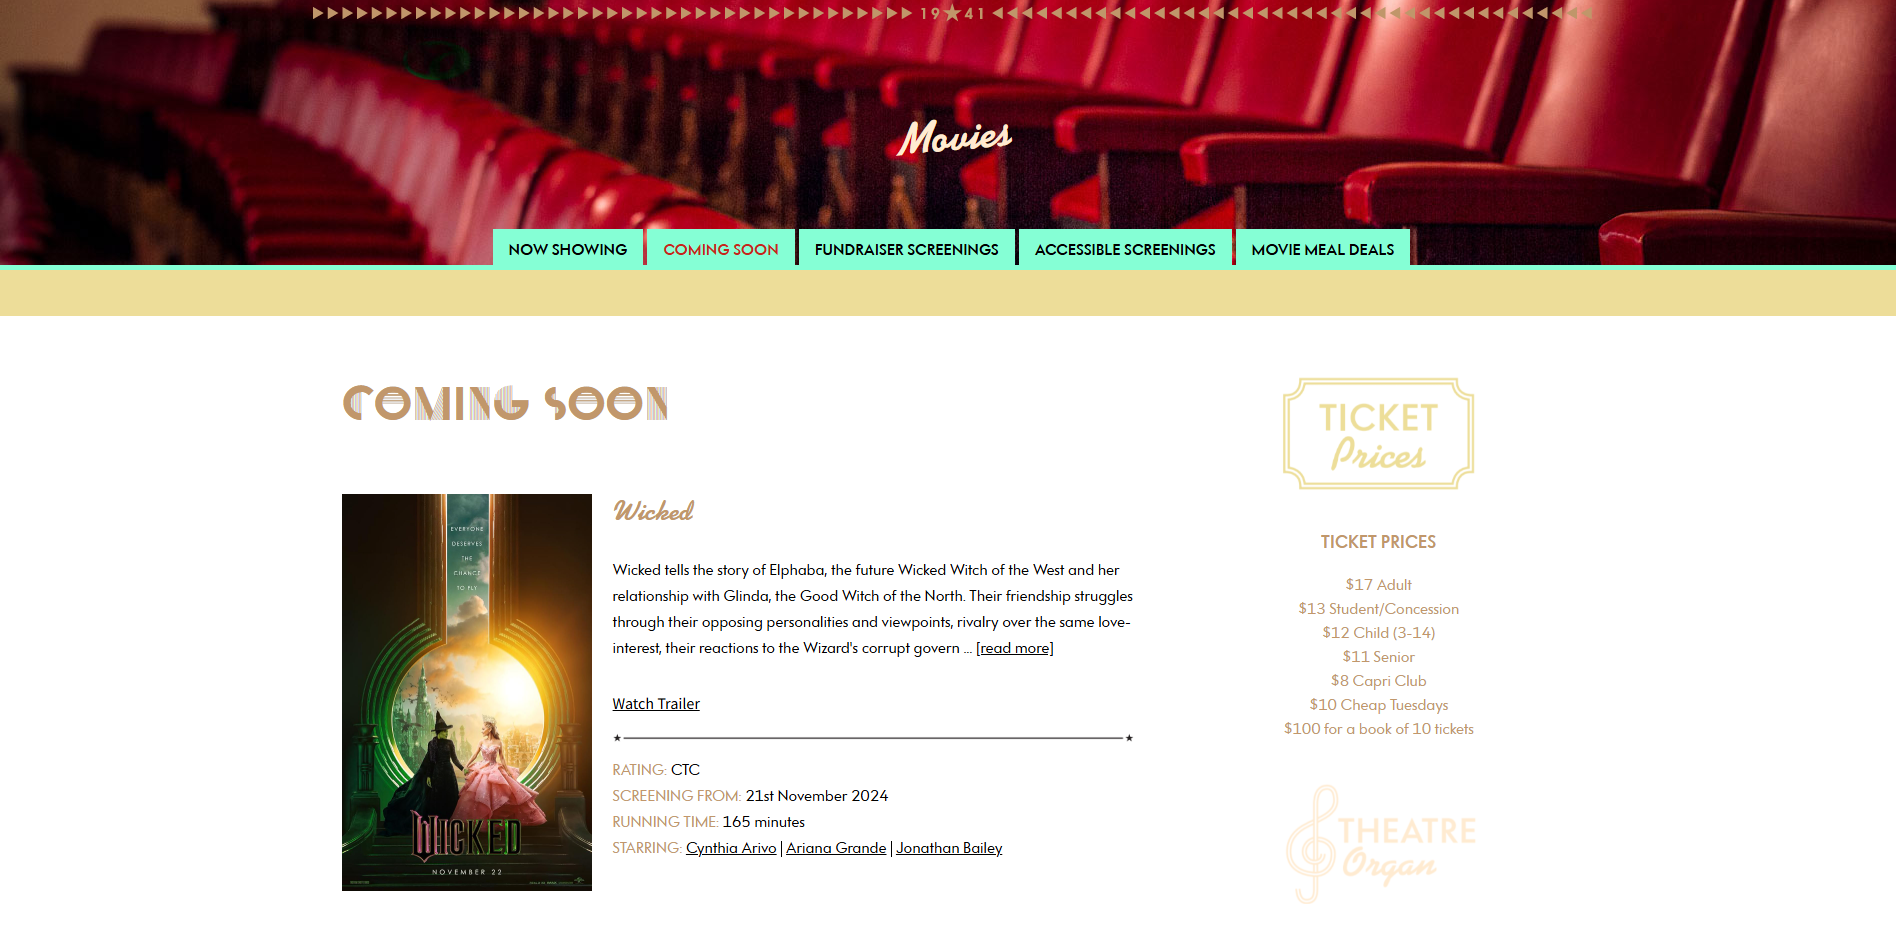 19★41
Movies
NOW SHOWING
COMING SOON
FUNDRAISER SCREENINGS
ACCESSIBLE SCREENINGS
MOVIE MEAL DEALS
COMING SOON
EVERYONE
DESERVES
THE
CHANCE
TO FLY
WICKED
NOVEMBER 22
Wicked
Wicked tells the story of Elphaba, the future Wicked Witch of the West and her
relationship with Glinda, the Good Witch of the North. Their friendship struggles
through their opposing personalities and viewpoints, rivalry over the same love-
interest, their reactions to the Wizard's corrupt govern ... [read more]
Watch Trailer
RATING: CTC
SCREENING FROM: 21st November 2024
RUNNING TIME: 165 minutes
STARRING: Cynthia Arivo | Ariana Grande | Jonathan Bailey
TICKET
Prices
TICKET PRICES
$17 Adult
$13 Student/Concession
$12 Child (3-14)
$11 Senior
$8 Capri Club
$10 Cheap Tuesdays
$100 for a book of 10 tickets
THEATRE
Organ